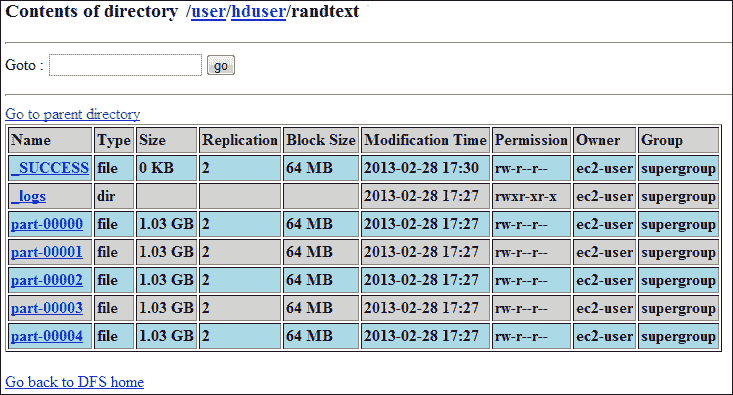 Contents of directory /user/hduser/randtext
Goto : go
Go to parent directory
Name Type Size Replication Block Size Modification Time Permission Owner Group
_SUCCESS file 0 KB 2 64 MB 2013-02-28 17:30 rw-r--r-- ec2-user supergroup
_logs dir 2013-02-28 17:27 rwxr-xr-x ec2-user supergroup
part-00000 file 1.03 GB 2 64 MB 2013-02-28 17:27 rw-r--r-- ec2-user supergroup
part-00001 file 1.03 GB 2 64 MB 2013-02-28 17:27 rw-r--r-- ec2-user supergroup
part-00002 file 1.03 GB 2 64 MB 2013-02-28 17:27 rw-r--r-- ec2-user supergroup
part-00003 file 1.03 GB 2 64 MB 2013-02-28 17:27 rw-r--r-- ec2-user supergroup
part-00004 file 1.03 GB 2 64 MB 2013-02-28 17:27 rw-r--r-- ec2-user supergroup
Go back to DFS home